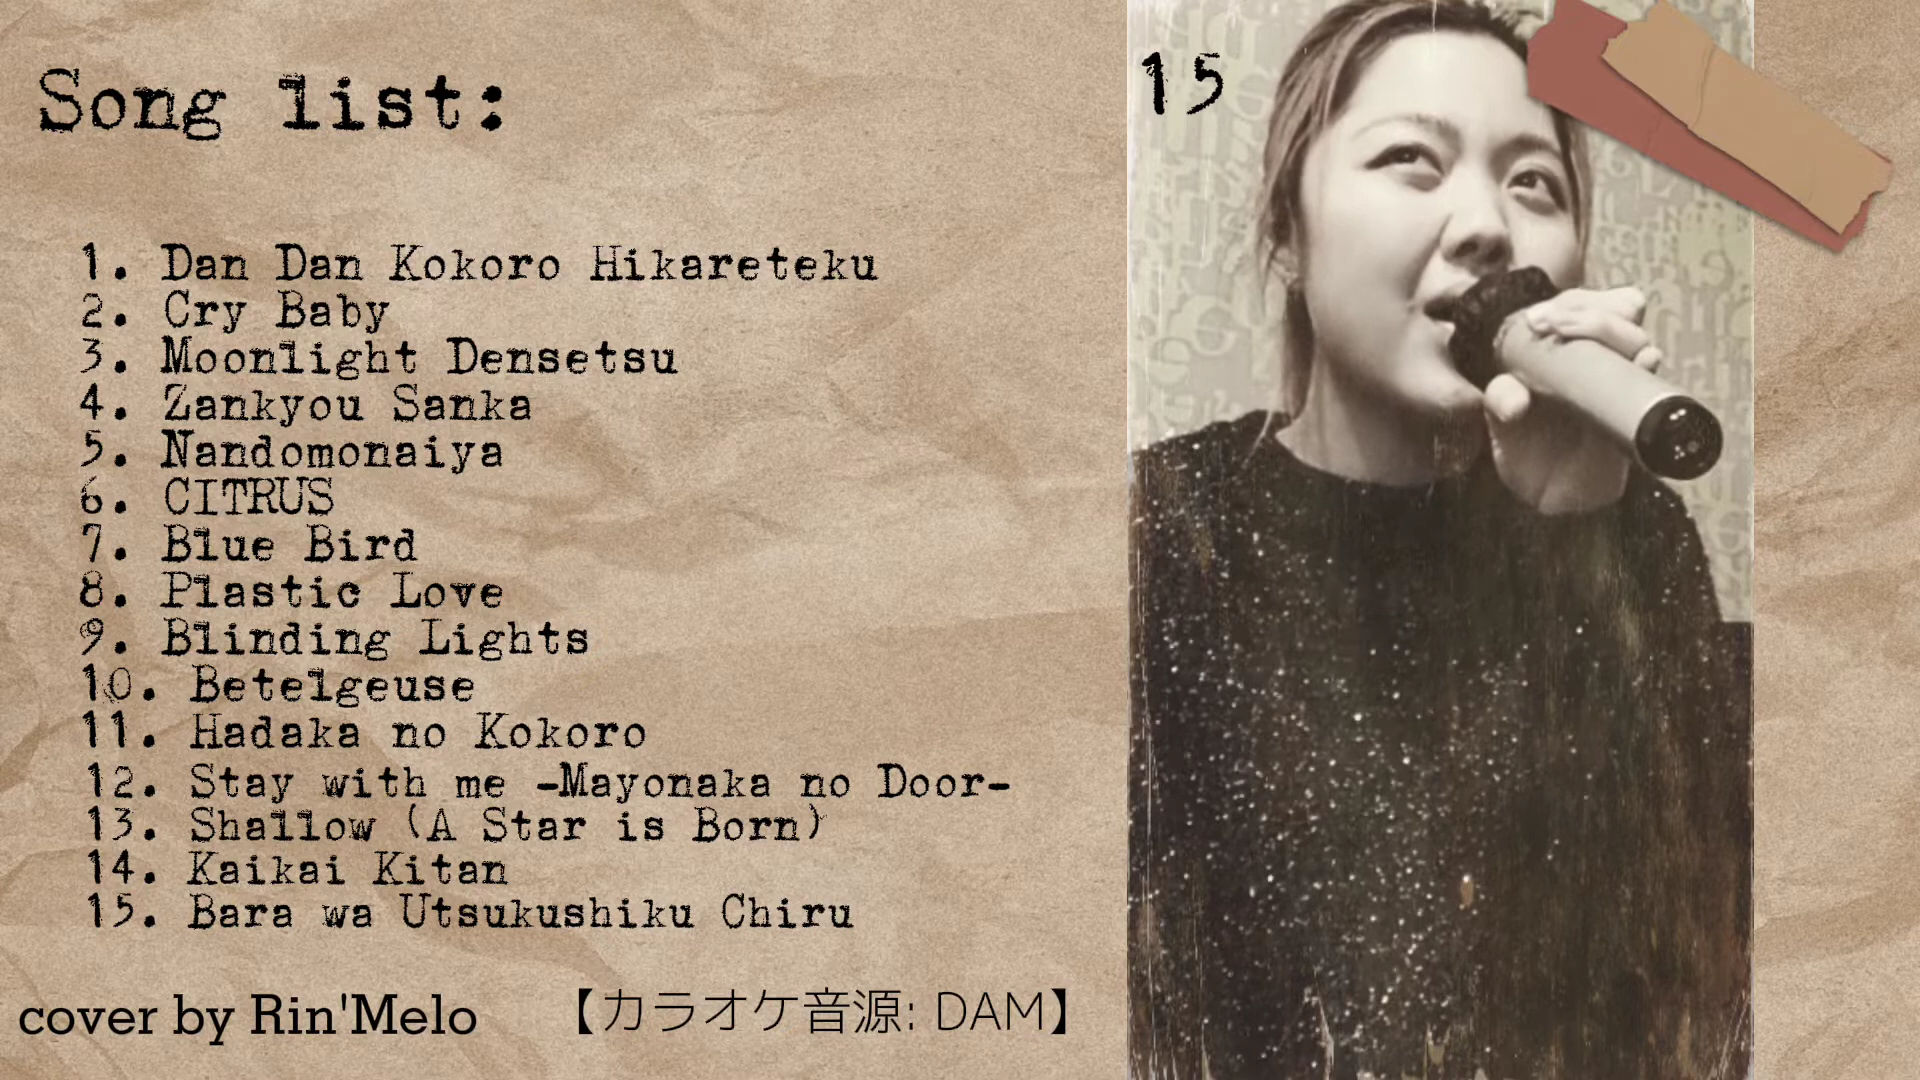 Song list:
1. Dan Dan Kokoro Hikareteku
2. Cry Baby
3. Moonlight Densetsu
4. Zankyou Sanka
5. Nandomonaiya
6. CITRUS
7. Blue Bird
8. Plastic Love
9. Blinding Lights
10. Betelgeuse
11. Hadaka no Kokoro
12. Stay with me -Mayonaka no Door-
13. Shallow (A Star is Born)
14. Kaikai Kitan
15. Bara wa Utsukushiku Chiru
cover by Rin'Melo
【カラオケ音源: DAM】
15